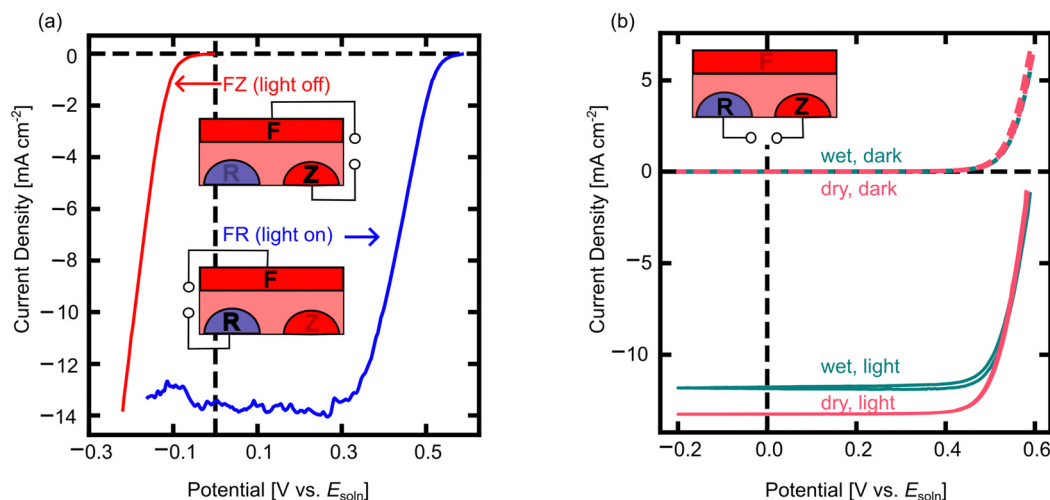 (a)
0
−2
−4
−6
−8
−10
−12
−14
Current Density [mA cm⁻²]
FZ (light off)
F
R
Z
FR (light on)
F
R
Z
−0.3
−0.1
0.1
0.3
0.5
Potential [V vs. E_soln]
(b)
5
0
−5
−10
Current Density [mA cm⁻²]
F
R
Z
wet, dark
dry, dark
wet, light
dry, light
−0.2
0.0
0.2
0.4
0.6
Potential [V vs. E_soln]